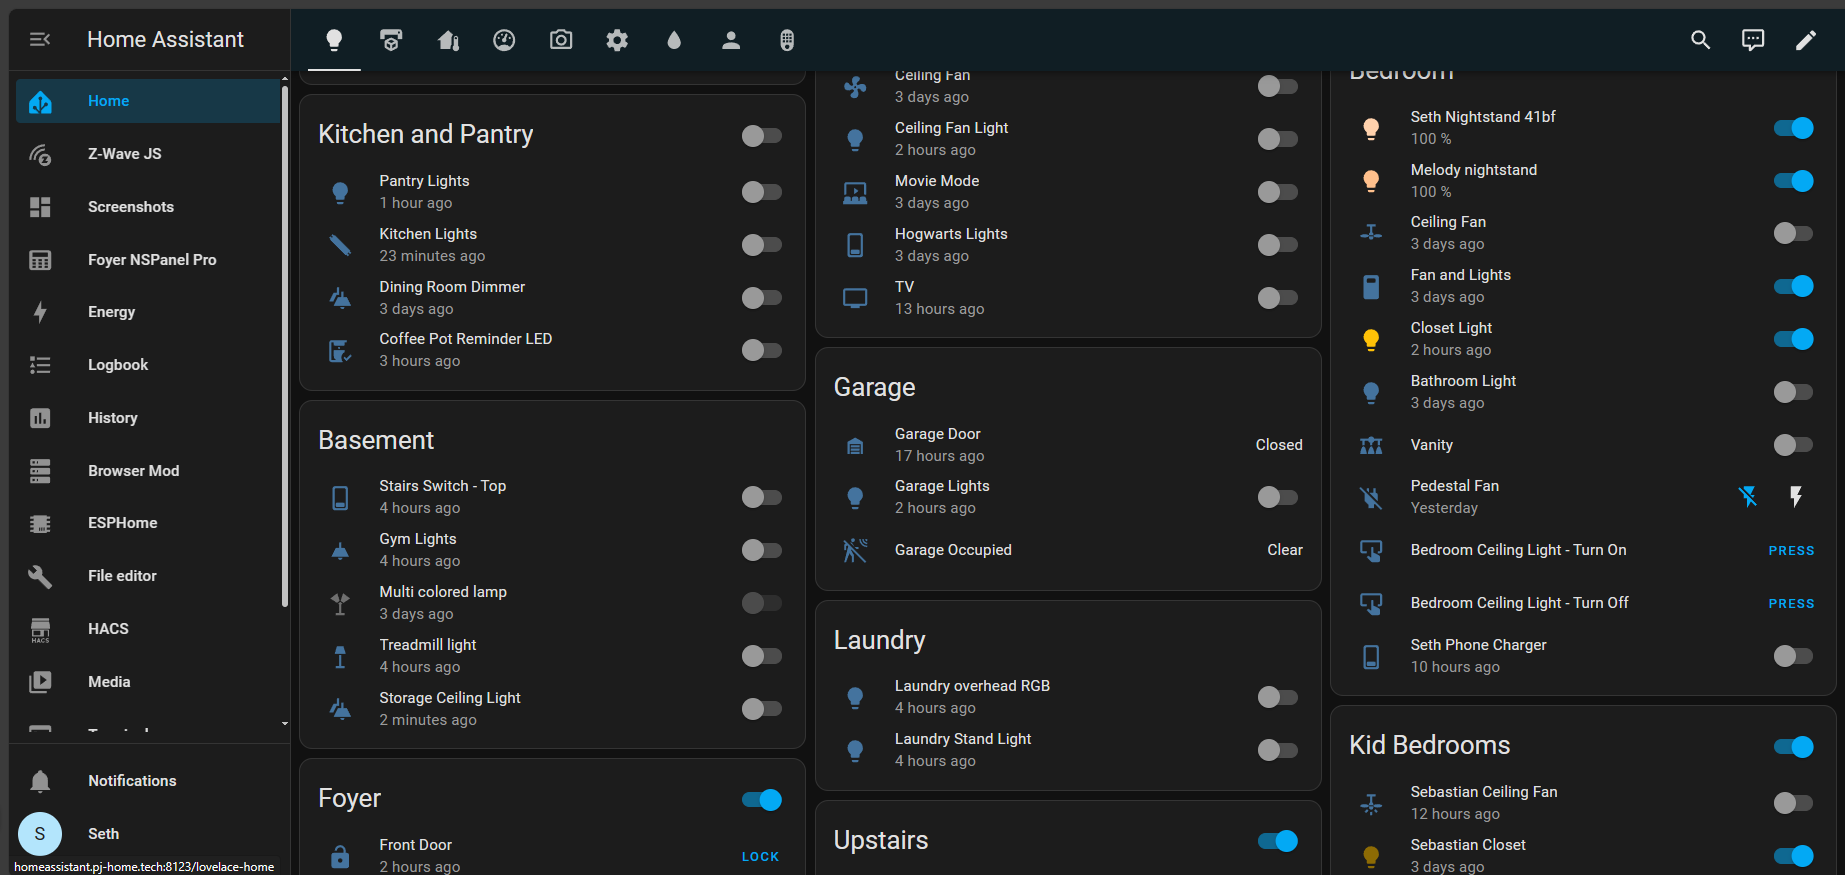 Home Assistant
Home
Z-Wave JS
Screenshots
Foyer NSPanel Pro
Energy
Logbook
History
Browser Mod
ESPHome
File editor
HACS
HACS
Media
Notifications
S
Seth
homeassistant.pj-home.tech:8123/lovelace-home
Kitchen and Pantry
Pantry Lights
1 hour ago
Kitchen Lights
23 minutes ago
Dining Room Dimmer
3 days ago
Coffee Pot Reminder LED
3 hours ago
Basement
Stairs Switch - Top
4 hours ago
Gym Lights
4 hours ago
Multi colored lamp
3 days ago
Treadmill light
4 hours ago
Storage Ceiling Light
2 minutes ago
Foyer
Front Door
2 hours ago
LOCK
Ceiling Fan
3 days ago
Ceiling Fan Light
2 hours ago
Movie Mode
3 days ago
Hogwarts Lights
3 days ago
TV
13 hours ago
Garage
Garage Door
17 hours ago
Closed
Garage Lights
2 hours ago
Garage Occupied
Clear
Laundry
Laundry overhead RGB
4 hours ago
Laundry Stand Light
4 hours ago
Upstairs
Bedroom
Seth Nightstand 41bf
100 %
Melody nightstand
100 %
Ceiling Fan
3 days ago
Fan and Lights
3 days ago
Closet Light
2 hours ago
Bathroom Light
3 days ago
Vanity
Pedestal Fan
Yesterday
Bedroom Ceiling Light - Turn On
PRESS
Bedroom Ceiling Light - Turn Off
PRESS
Seth Phone Charger
10 hours ago
Kid Bedrooms
Sebastian Ceiling Fan
12 hours ago
Sebastian Closet
3 days ago